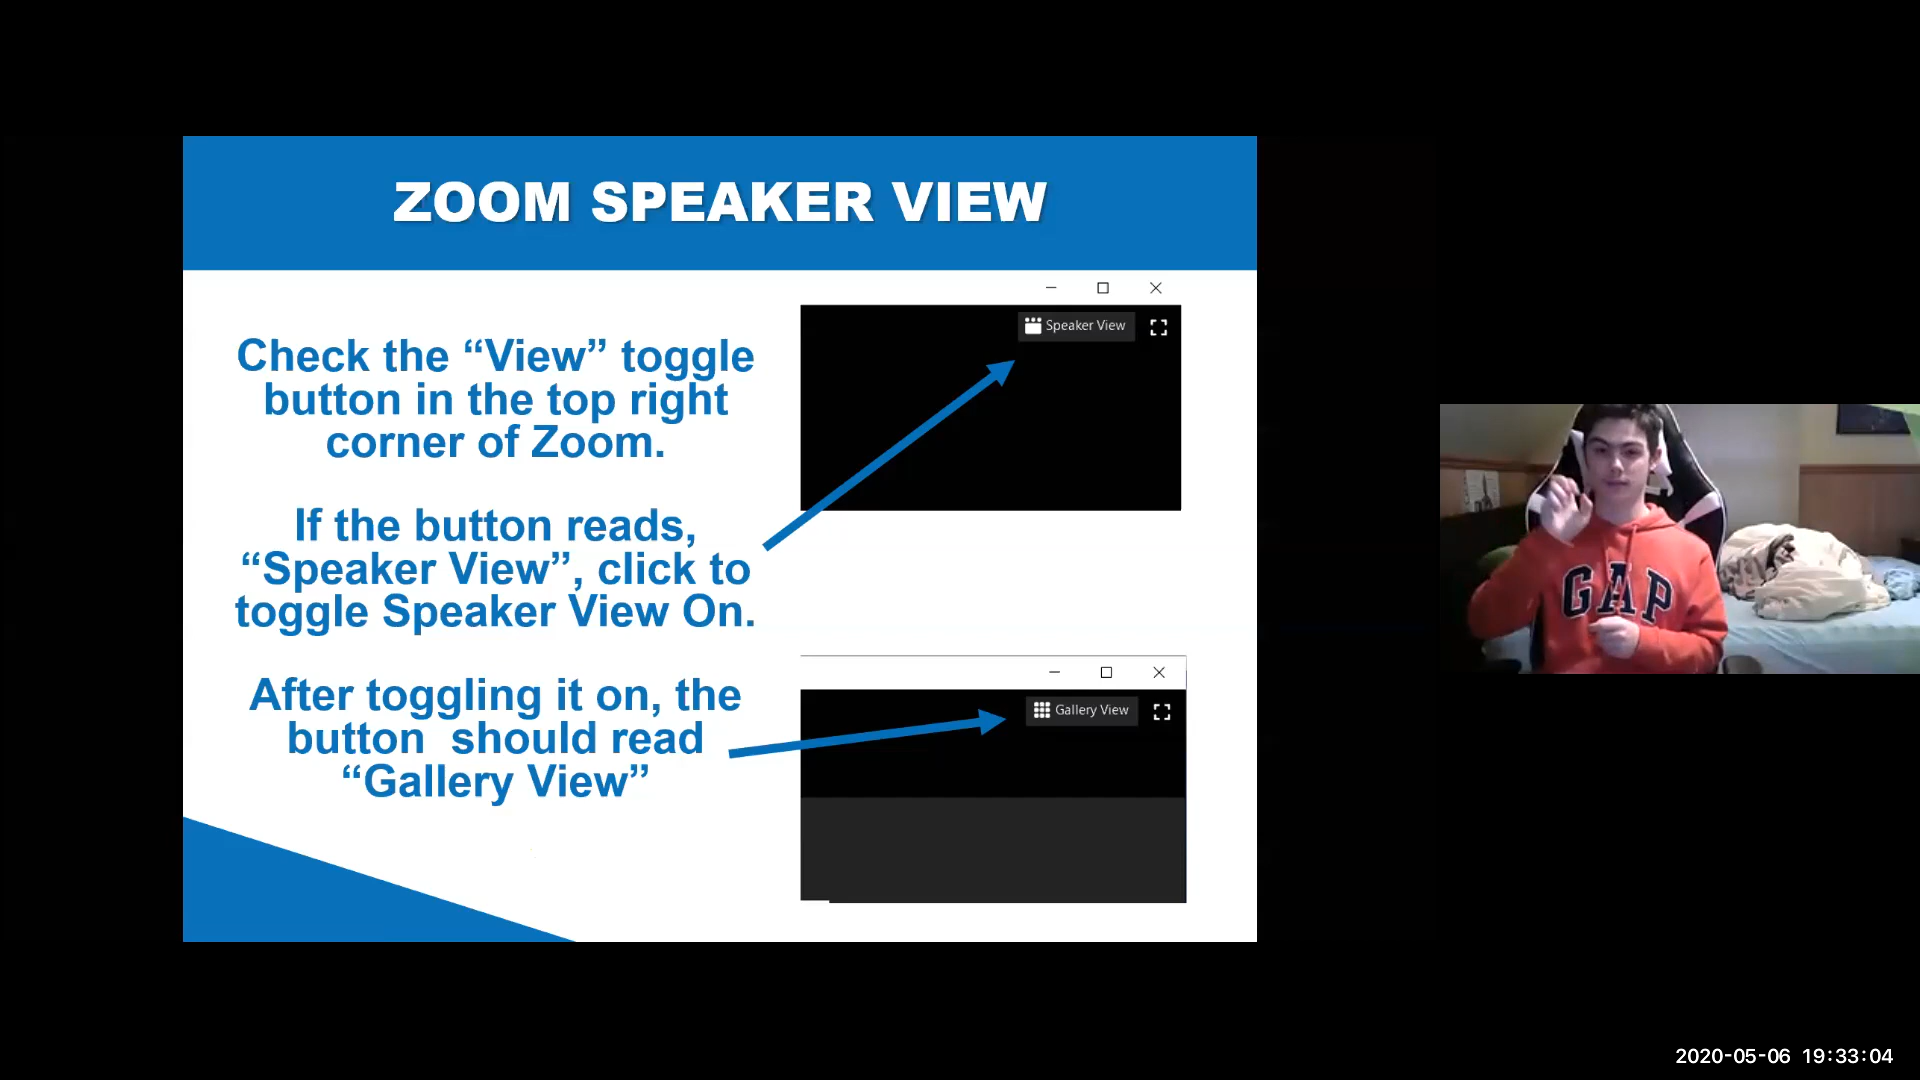 ZOOM SPEAKER VIEW
Check the “View” toggle
button in the top right
corner of Zoom.
If the button reads,
“Speaker View”, click to
toggle Speaker View On.
After toggling it on, the
button  should read
“Gallery View”
Speaker View
Gallery View
GAP
2020-05-06 19:33:04